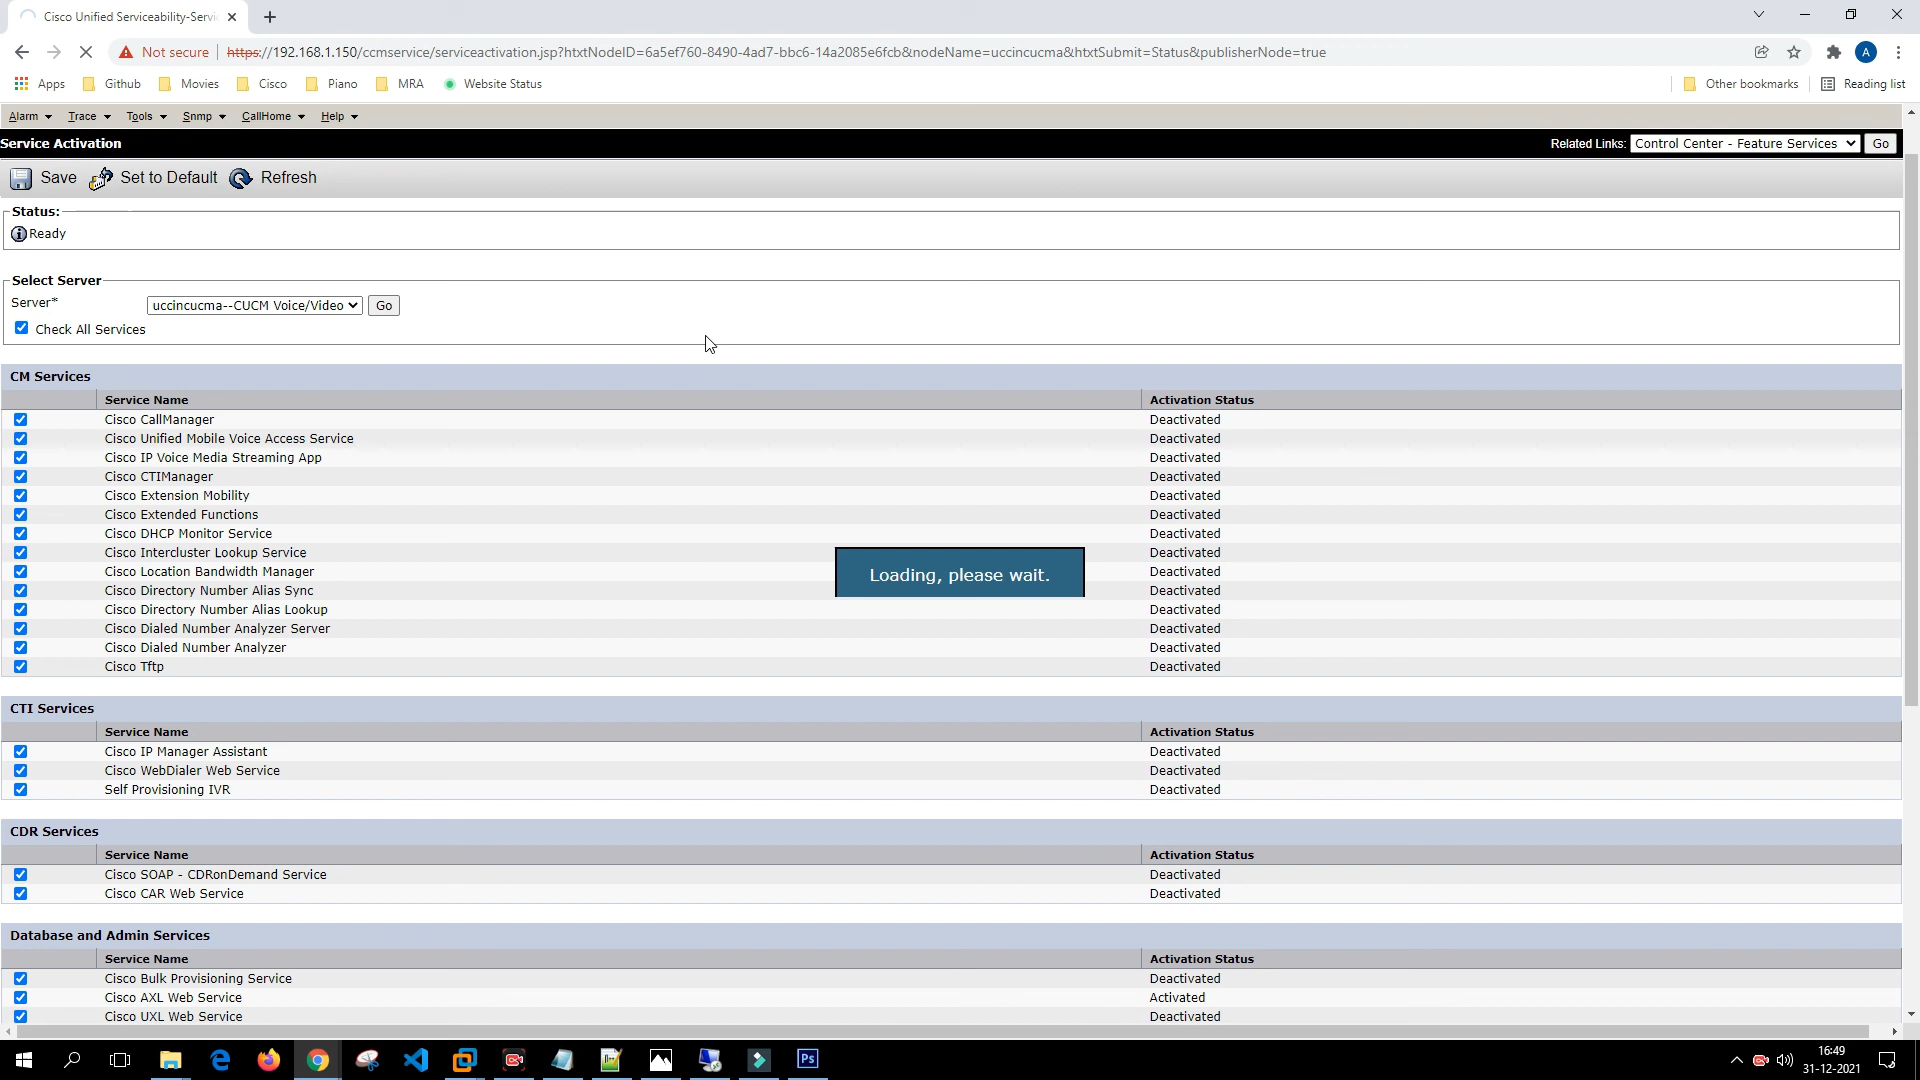 Cisco Unified Serviceability-Servi
Not secure https://192.168.1.150/ccmservice/serviceactivation.jsp?htxtNodeID=6a5ef760-8490-4ad7-bbc6-14a2085e6fcb&nodeName=uccincucma&htxtSubmit=Status&publisherNode=true
A
Apps Github Movies Cisco Piano MRA Website Status Other bookmarks Reading list
Alarm Trace Tools Snmp CallHome Help
Service Activation Related Links: Control Center - Feature Services Go
Save Set to Default Refresh
Status:
Ready
Select Server
Server* uccincucma--CUCM Voice/Video Go
Check All Services
CM Services
Service Name Activation Status
Cisco CallManager Deactivated
Cisco Unified Mobile Voice Access Service Deactivated
Cisco IP Voice Media Streaming App Deactivated
Cisco CTIManager Deactivated
Cisco Extension Mobility Deactivated
Cisco Extended Functions Deactivated
Cisco DHCP Monitor Service Deactivated
Cisco Intercluster Lookup Service Deactivated
Cisco Location Bandwidth Manager Deactivated
Loading, please wait.
Cisco Directory Number Alias Sync Deactivated
Cisco Directory Number Alias Lookup Deactivated
Cisco Dialed Number Analyzer Server Deactivated
Cisco Dialed Number Analyzer Deactivated
Cisco Tftp Deactivated
CTI Services
Service Name Activation Status
Cisco IP Manager Assistant Deactivated
Cisco WebDialer Web Service Deactivated
Self Provisioning IVR Deactivated
CDR Services
Service Name Activation Status
Cisco SOAP - CDRonDemand Service Deactivated
Cisco CAR Web Service Deactivated
Database and Admin Services
Service Name Activation Status
Cisco Bulk Provisioning Service Deactivated
Cisco AXL Web Service Activated
Cisco UXL Web Service Deactivated
Ps
16:49
31-12-2021